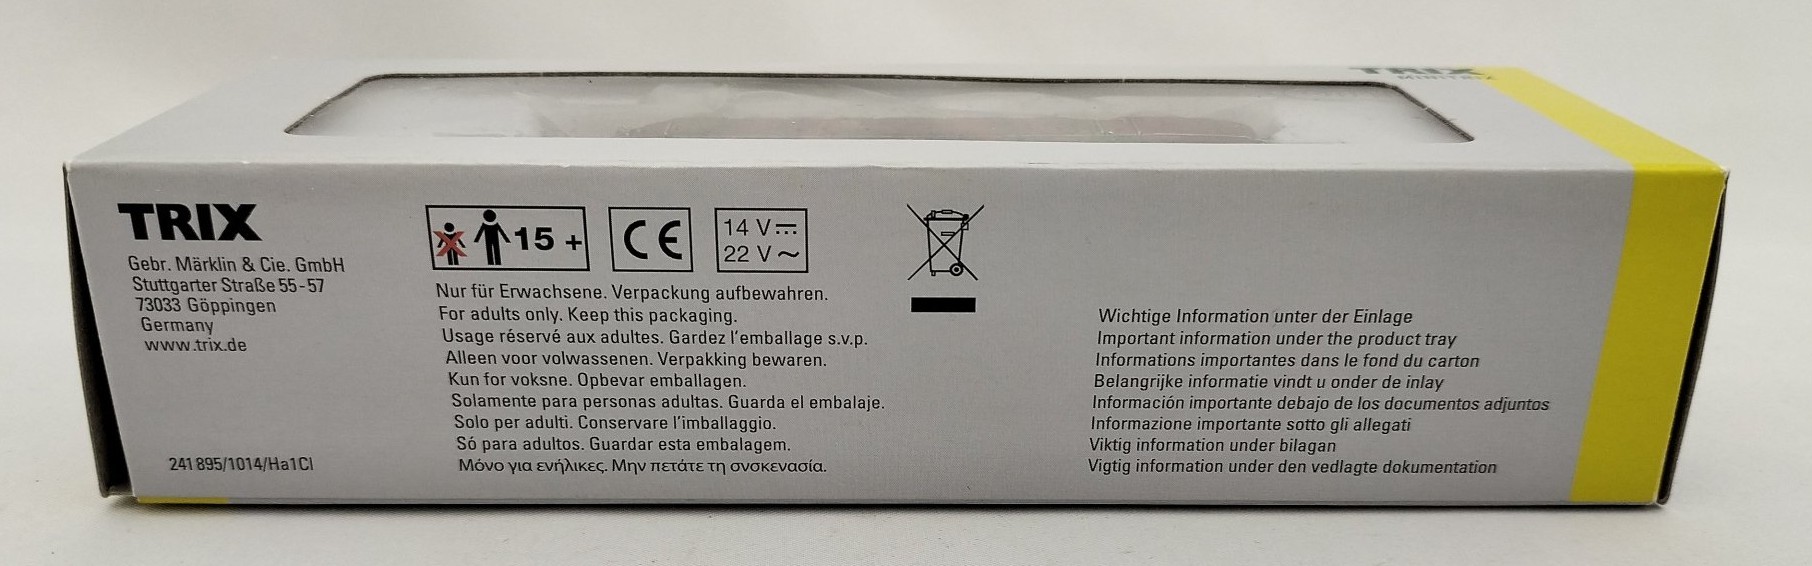 TRIX
MINITRIX
TRIX
Gebr. Märklin & Cie. GmbH
Stuttgarter Straße 55-57
73033 Göppingen
Germany
www.trix.de
241 895/1014/Ha1Cl
15 +
CE
14 V
22 V ~
Nur für Erwachsene. Verpackung aufbewahren.
For adults only. Keep this packaging.
Usage réservé aux adultes. Gardez l'emballage s.v.p.
Alleen voor volwassenen. Verpakking bewaren.
Kun for voksne. Opbevar emballagen.
Solamente para personas adultas. Guarda el embalaje.
Solo per adulti. Conservare l'imballaggio.
Só para adultos. Guardar esta embalagem.
Μόνο για ενήλικες. Μην πετάτε τη συσκευασία.
Wichtige Information unter der Einlage
Important information under the product tray
Informations importantes dans le fond du carton
Belangrijke informatie vindt u onder de inlay
Información importante debajo de los documentos adjuntos
Informazione importante sotto gli allegati
Viktig information under bilagan
Vigtig information under den vedlagte dokumentation